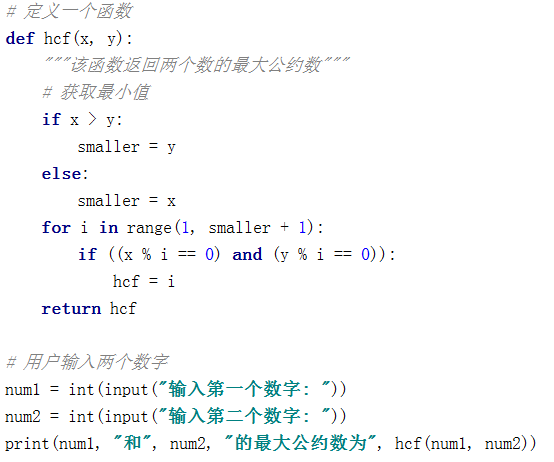 # 定义一个函数
def hcf(x, y):
    """该函数返回两个数的最大公约数"""
    # 获取最小值
    if x > y:
        smaller = y
    else:
        smaller = x
    for i in range(1, smaller + 1):
        if ((x % i == 0) and (y % i == 0)):
            hcf = i
    return hcf

# 用户输入两个数字
num1 = int(input("输入第一个数字: "))
num2 = int(input("输入第二个数字: "))
print(num1, "和", num2, "的最大公约数为", hcf(num1, num2))